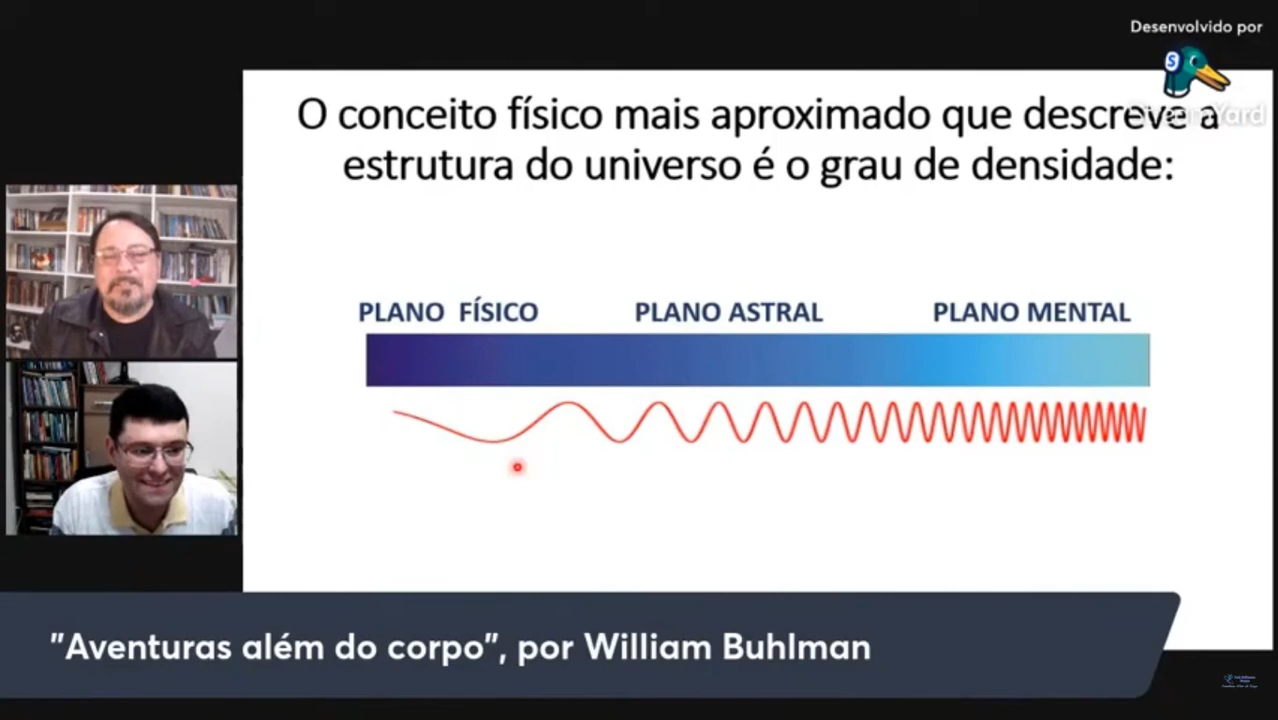 Desenvolvido por
StreamYard
O conceito físico mais aproximado que descreve a
estrutura do universo é o grau de densidade:
PLANO FÍSICO
PLANO ASTRAL
PLANO MENTAL
"Aventuras além do corpo", por William Buhlman